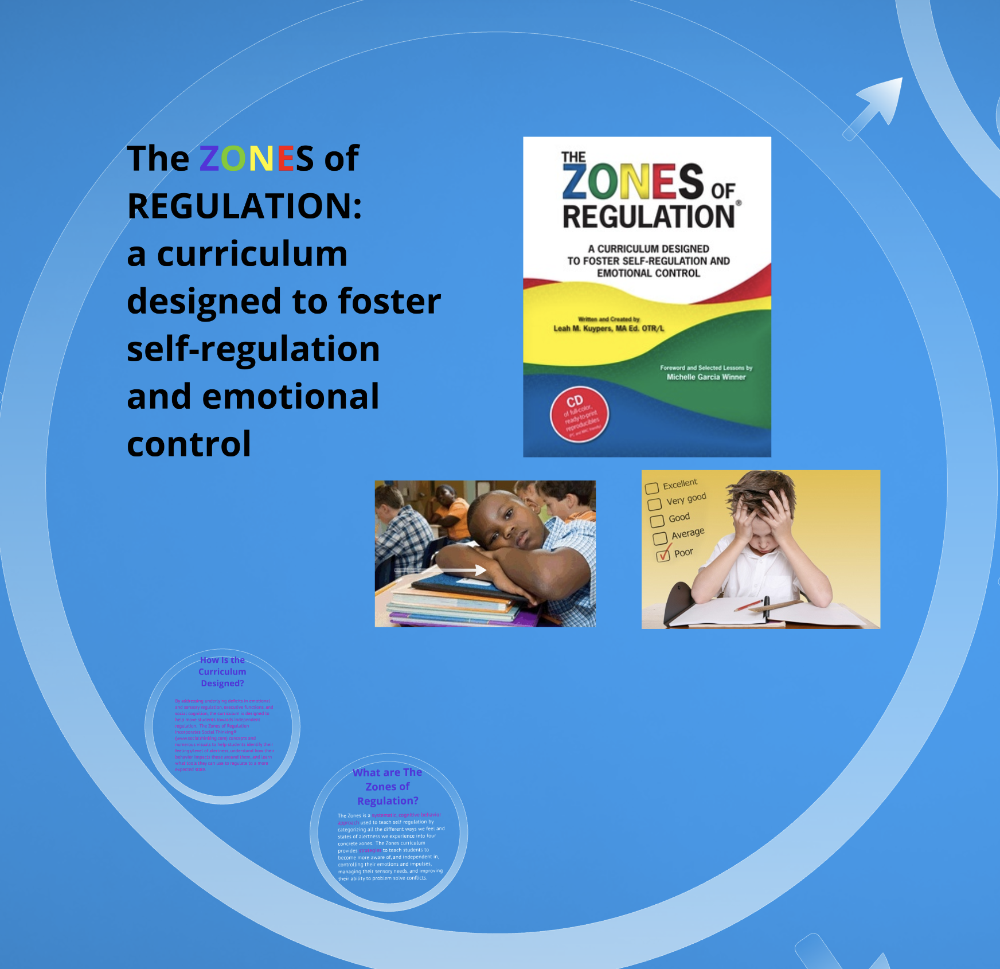 The ZONES of
REGULATION:
a curriculum
designed to foster
self-regulation
and emotional
control
THE
ZONES OF
REGULATION®
A CURRICULUM DESIGNED
TO FOSTER SELF-REGULATION AND
EMOTIONAL CONTROL
Written and Created by
Leah M. Kuypers, MA Ed. OTR/L
Foreword and Selected Lessons by
Michelle Garcia Winner
CD
of full-color,
ready-to-print
reproducibles
(PC and MAC friendly)
Excellent
Very good
Good
Average
Poor
How Is the
Curriculum
Designed?
By addressing underlying deficits in emotional
and sensory regulation, executive functions, and
social cognition, the curriculum is designed to
help move students towards independent
regulation. The Zones of Regulation
incorporates Social Thinking®
(www.socialthinking.com) concepts and
numerous visuals to help students identify their
feelings/level of alertness, understand how their
behavior impacts those around them, and learn
what tools they can use to regulate to a more
expected state.
What are The
Zones of
Regulation?
The Zones is a systematic, cognitive behavior
approach used to teach self-regulation by
categorizing all the different ways we feel and
states of alertness we experience into four
concrete zones. The Zones curriculum
provides strategies to teach students to
become more aware of, and independent in,
controlling their emotions and impulses,
managing their sensory needs, and improving
their ability to problem solve conflicts.